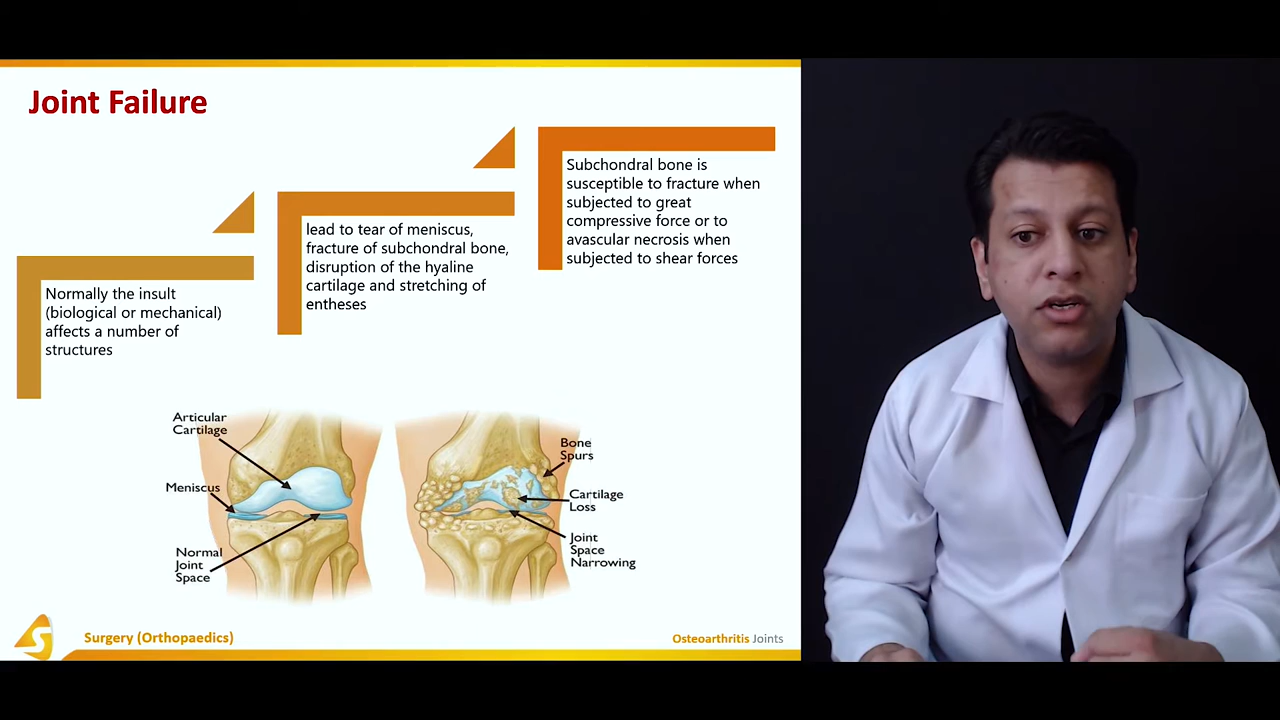 Joint Failure
Normally the insult
(biological or mechanical)
affects a number of
structures
lead to tear of meniscus,
fracture of subchondral bone,
disruption of the hyaline
cartilage and stretching of
entheses
Subchondral bone is
susceptible to fracture when
subjected to great
compressive force or to
avascular necrosis when
subjected to shear forces
Articular
Cartilage
Meniscus
Normal
Joint
Space
Bone
Spurs
Cartilage
Loss
Joint
Space
Narrowing
S
Surgery (Orthopaedics)
Osteoarthritis Joints